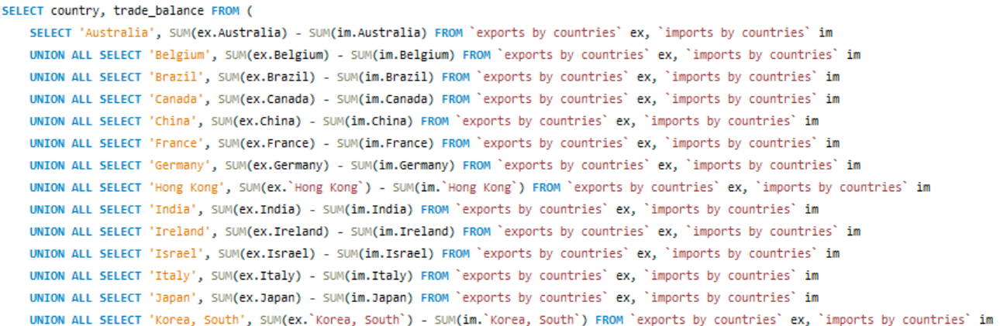 SELECT country, trade_balance FROM (
SELECT 'Australia', SUM(ex.Australia) - SUM(im.Australia) FROM `exports by countries` ex, `imports by countries` im
UNION ALL SELECT 'Belgium', SUM(ex.Belgium) - SUM(im.Belgium) FROM `exports by countries` ex, `imports by countries` im
UNION ALL SELECT 'Brazil', SUM(ex.Brazil) - SUM(im.Brazil) FROM `exports by countries` ex, `imports by countries` im
UNION ALL SELECT 'Canada', SUM(ex.Canada) - SUM(im.Canada) FROM `exports by countries` ex, `imports by countries` im
UNION ALL SELECT 'China', SUM(ex.China) - SUM(im.China) FROM `exports by countries` ex, `imports by countries` im
UNION ALL SELECT 'France', SUM(ex.France) - SUM(im.France) FROM `exports by countries` ex, `imports by countries` im
UNION ALL SELECT 'Germany', SUM(ex.Germany) - SUM(im.Germany) FROM `exports by countries` ex, `imports by countries` im
UNION ALL SELECT 'Hong Kong', SUM(ex.`Hong Kong`) - SUM(im.`Hong Kong`) FROM `exports by countries` ex, `imports by countries` im
UNION ALL SELECT 'India', SUM(ex.India) - SUM(im.India) FROM `exports by countries` ex, `imports by countries` im
UNION ALL SELECT 'Ireland', SUM(ex.Ireland) - SUM(im.Ireland) FROM `exports by countries` ex, `imports by countries` im
UNION ALL SELECT 'Israel', SUM(ex.Israel) - SUM(im.Israel) FROM `exports by countries` ex, `imports by countries` im
UNION ALL SELECT 'Italy', SUM(ex.Italy) - SUM(im.Italy) FROM `exports by countries` ex, `imports by countries` im
UNION ALL SELECT 'Japan', SUM(ex.Japan) - SUM(im.Japan) FROM `exports by countries` ex, `imports by countries` im
UNION ALL SELECT 'Korea, South', SUM(ex.`Korea, South`) - SUM(im.`Korea, South`) FROM `exports by countries` ex, `imports by countries` im